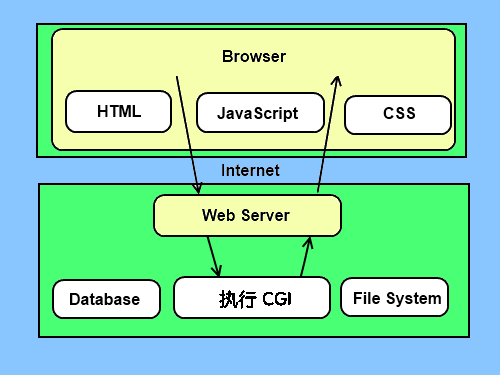 Browser
HTML
JavaScript
CSS
Internet
Web Server
Database
执行 CGI
File System